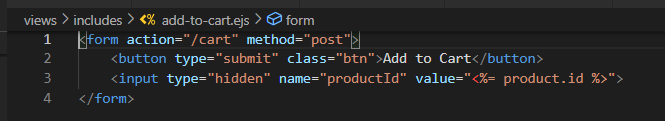 views > includes > <% add-to-cart.ejs > form
1 <form action="/cart" method="post">
2 <button type="submit" class="btn">Add to Cart</button>
3 <input type="hidden" name="productId" value="<%= product.id %>">
4 </form>